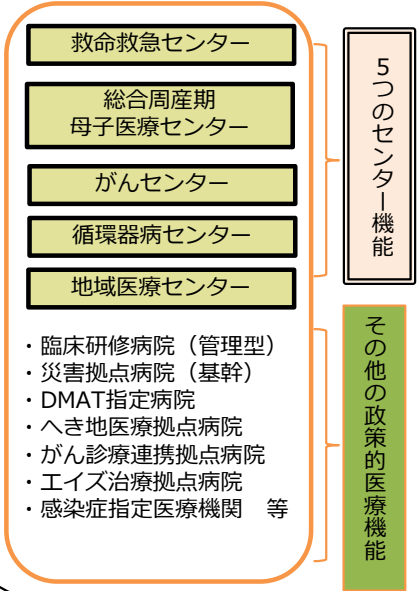 救命救急センター
総合周産期
母子医療センター
がんセンター
循環器病センター
地域医療センター
5つのセンター機能
・臨床研修病院（管理型）
・災害拠点病院（基幹）
・DMAT指定病院
・へき地医療拠点病院
・がん診療連携拠点病院
・エイズ治療拠点病院
・感染症指定医療機関　等
その他の政策的医療機能